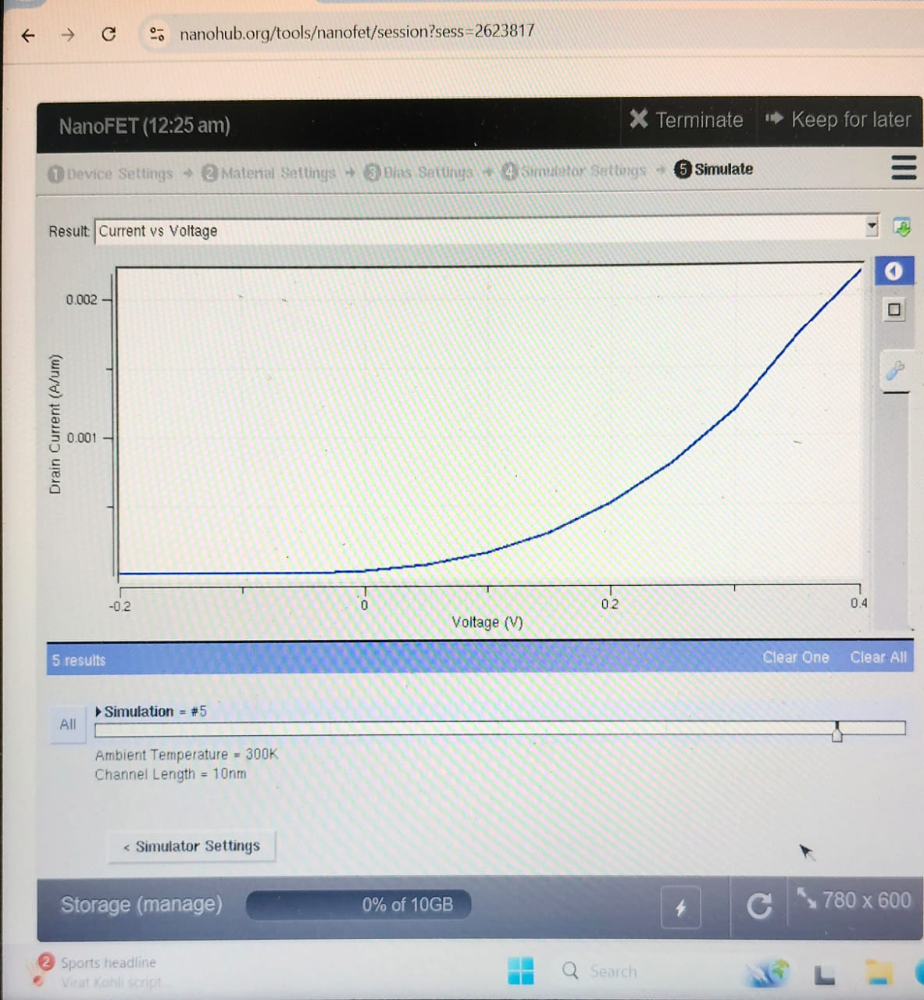 nanohub.org/tools/nanofet/session?sess=2623817
NanoFET (12:25 am)
Terminate
Keep for later
1 Device Settings
2 Material Settings
3 Bias Settings
4 Simulator Settings
5 Simulate
Result: Current vs Voltage
0.002
0.001
Drain Current (A/um)
-0.2
0
0.2
0.4
Voltage (V)
5 results
Clear One
Clear All
All
Simulation = #5
Ambient Temperature = 300K
Channel Length = 10nm
< Simulator Settings
Storage (manage)
0% of 10GB
780 x 600
2
Sports headline
Virat Kohli script...
Search